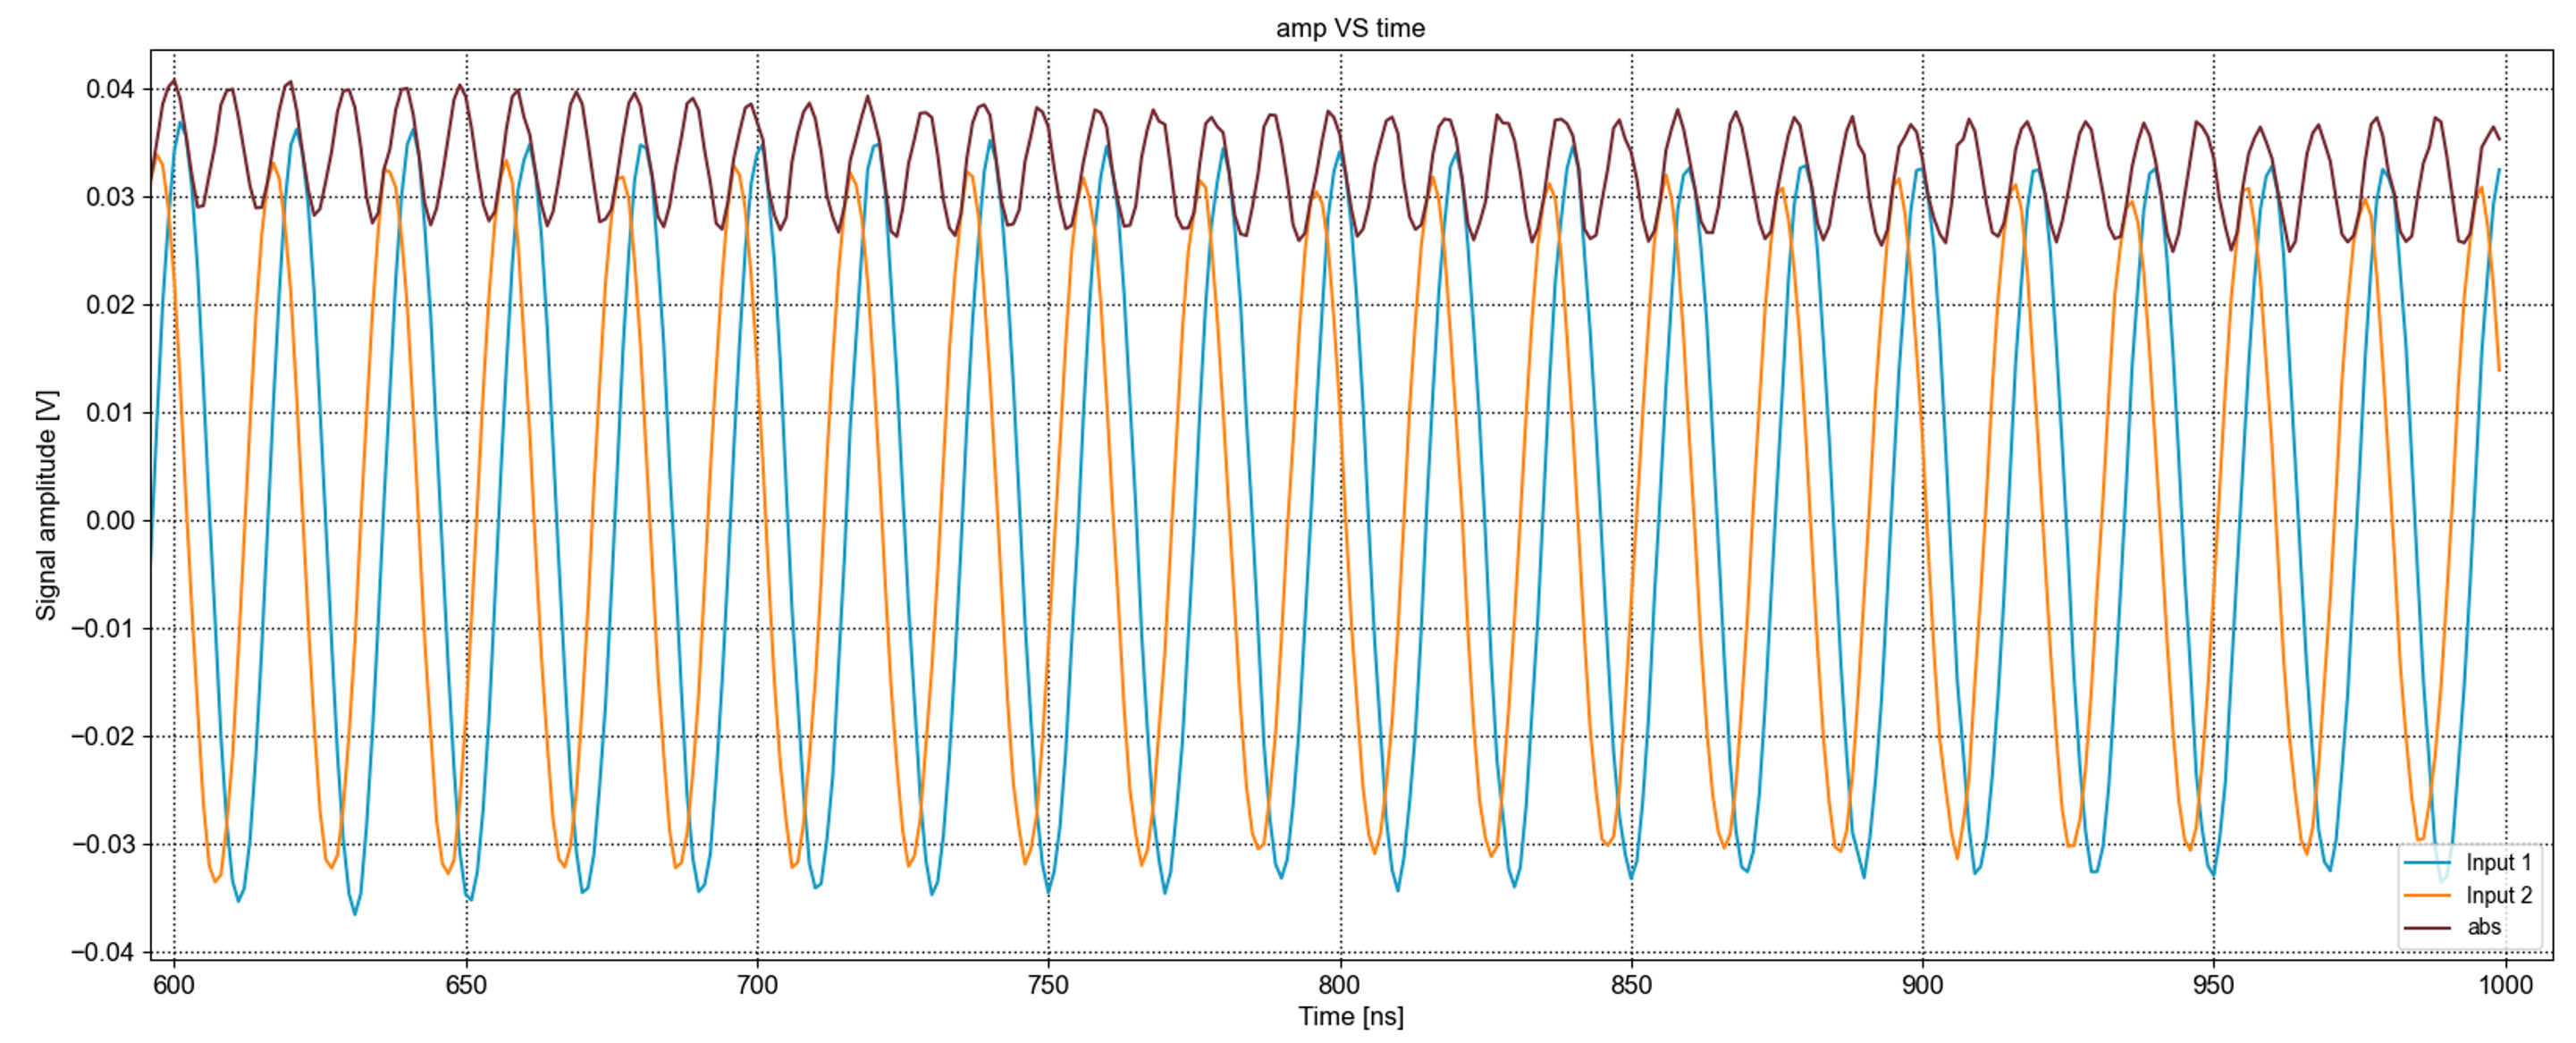 amp VS time
Signal amplitude [V]
0.04
0.03
0.02
0.01
0.00
−0.01
−0.02
−0.03
−0.04
600 650 700 750 800 850 900 950 1000
Time [ns]
Input 1
Input 2
abs